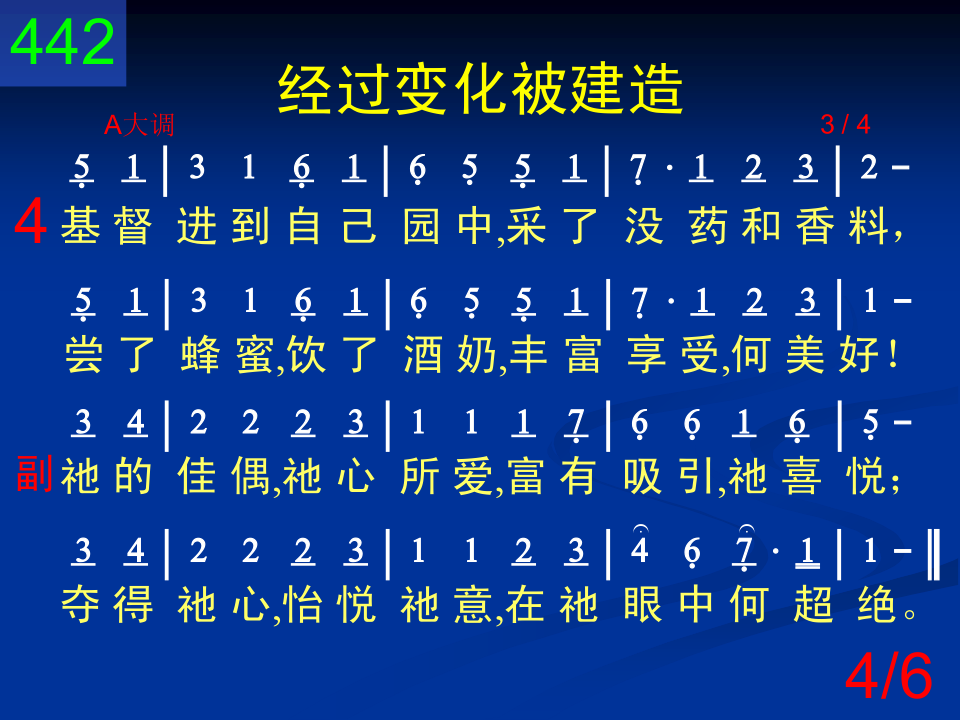 442
经过变化被建造
A大调 3 / 4
5 1 | 3 1 6 1 | 6 5 5 1 | 7 · 1 2 3 | 2 –
4 基督 进到自己 园中,采了 没 药和香料,
5 1 | 3 1 6 1 | 6 5 5 1 | 7 · 1 2 3 | 1 –
尝了 蜂蜜,饮了 酒奶,丰富 享受,何美好!
3 4 | 2 2 2 3 | 1 1 1 7 | 6 6 1 6 | 5 –
副 祂的 佳偶,祂心 所爱,富有 吸引,祂喜 悦;
3 4 | 2 2 2 3 | 1 1 2 3 | 4 6 7 · 1 | 1 – ‖
夺得 祂心,怡悦 祂意,在祂 眼中何 超 绝。
4/6